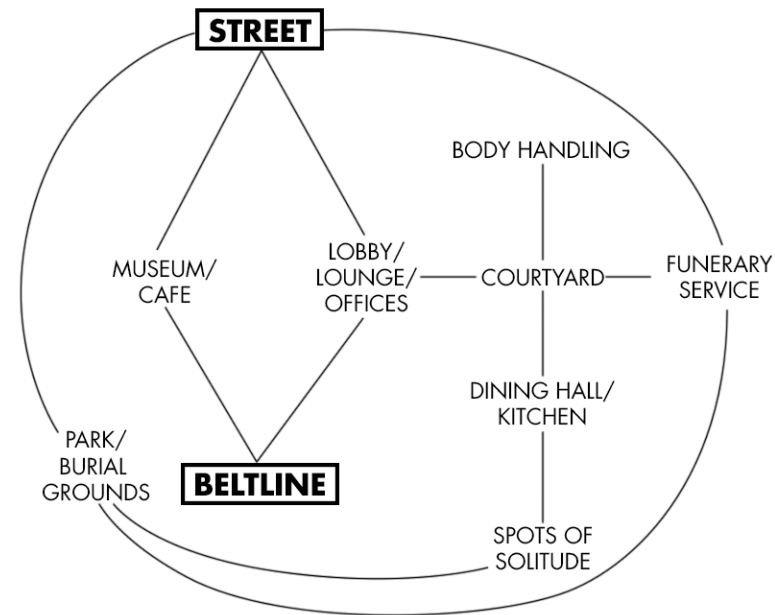 STREET
BODY HANDLING
MUSEUM/
CAFE
LOBBY/
LOUNGE/
OFFICES
COURTYARD
FUNERARY
SERVICE
DINING HALL/
KITCHEN
PARK/
BURIAL
GROUNDS
BELTLINE
SPOTS OF
SOLITUDE